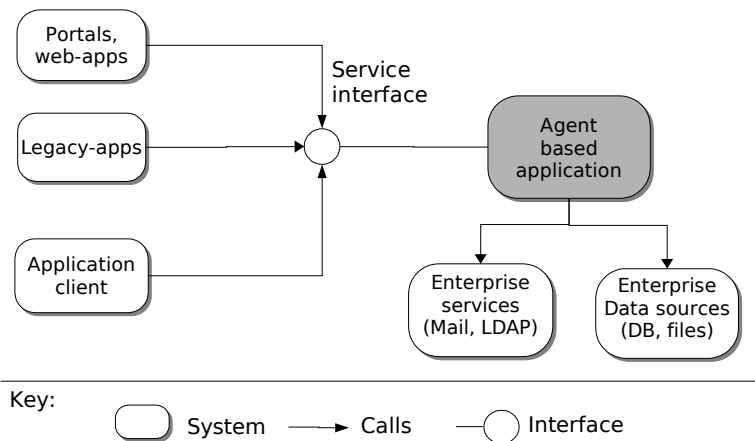 Portals,
web-apps
Service
interface
Legacy-apps
Agent
based
application
Application
client
Enterprise
services
(Mail, LDAP)
Enterprise
Data sources
(DB, files)
Key:
System
Calls
Interface